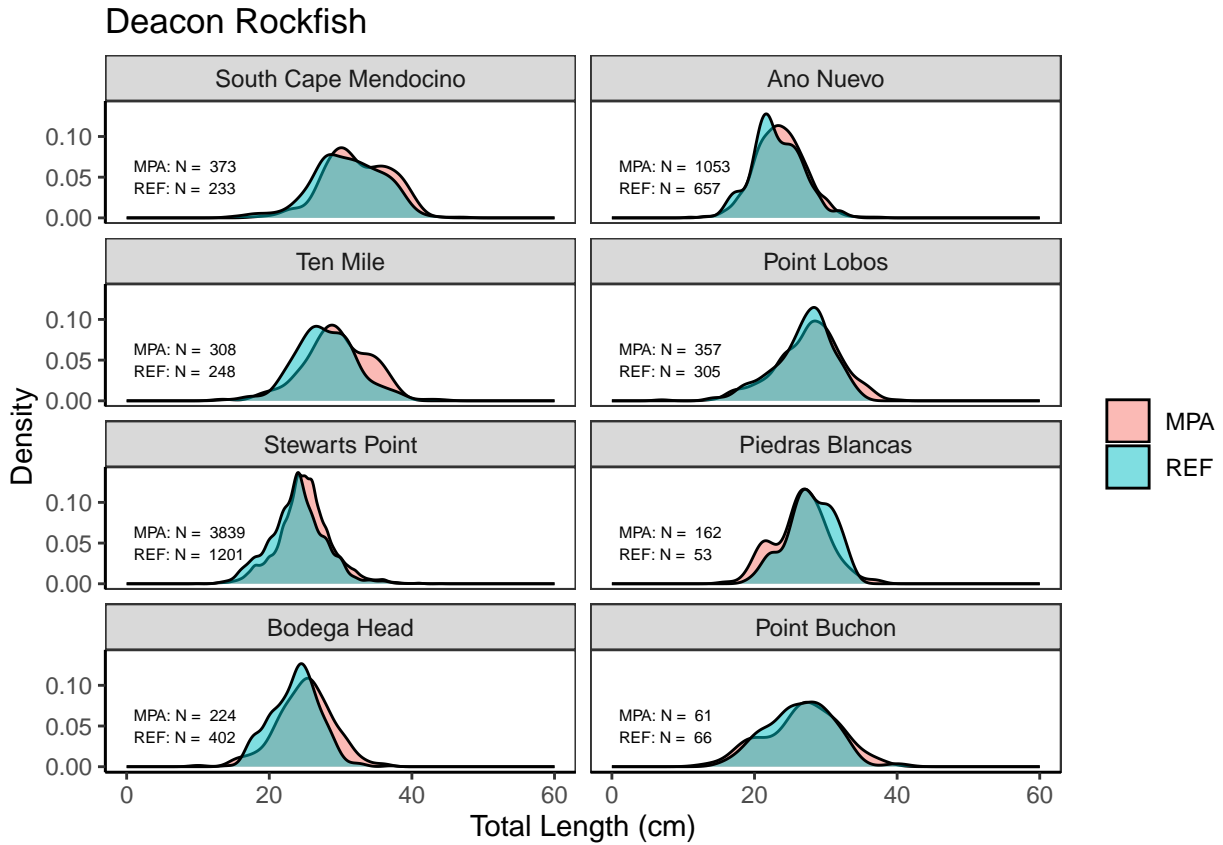 Deacon Rockfish
South Cape Mendocino
Ano Nuevo
0.10
0.05
0.00
MPA: N = 373
REF: N = 233
MPA: N = 1053
REF: N = 657
Ten Mile
Point Lobos
0.10
0.05
0.00
MPA: N = 308
REF: N = 248
MPA: N = 357
REF: N = 305
Density
MPA
REF
Stewarts Point
Piedras Blancas
0.10
0.05
0.00
MPA: N = 3839
REF: N = 1201
MPA: N = 162
REF: N = 53
Bodega Head
Point Buchon
0.10
0.05
0.00
MPA: N = 224
REF: N = 402
MPA: N = 61
REF: N = 66
0 20 40 60
0 20 40 60
Total Length (cm)